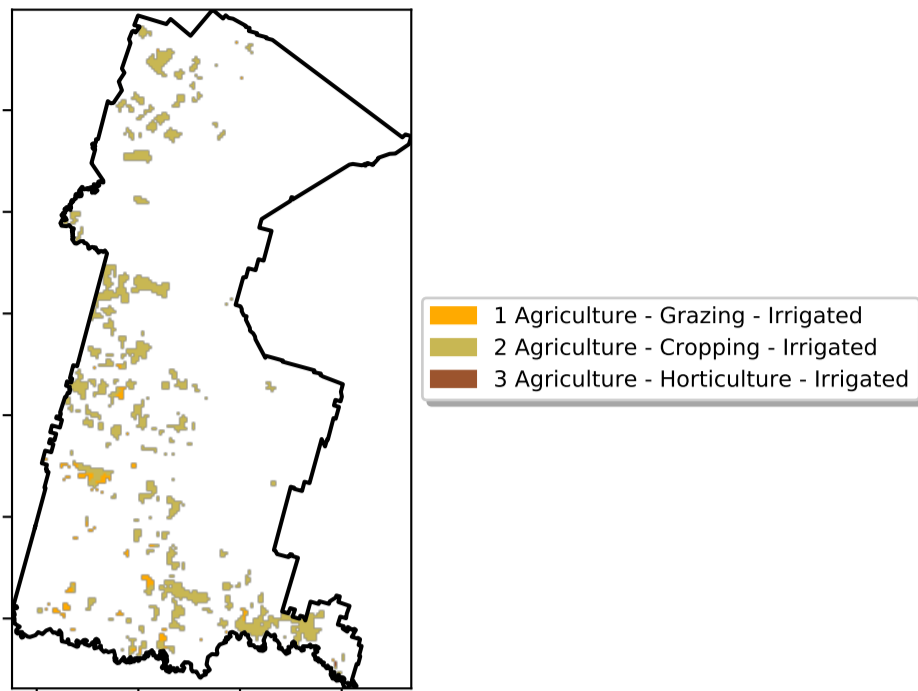 1 Agriculture - Grazing - Irrigated
2 Agriculture - Cropping - Irrigated
3 Agriculture - Horticulture - Irrigated